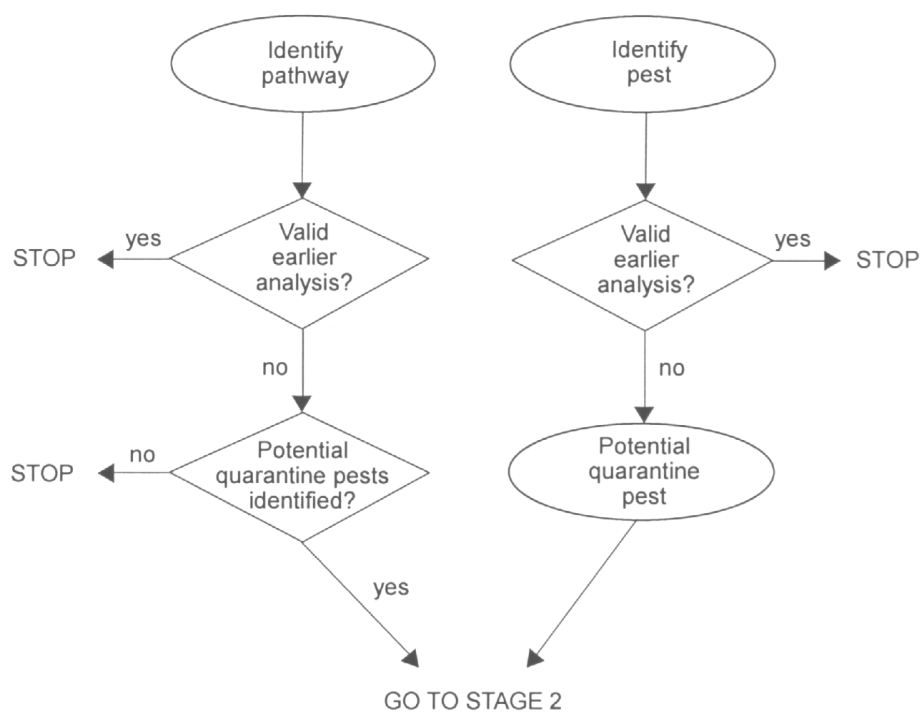 Identify
pathway
Identify
pest
Valid
earlier
analysis?
yes
STOP
Valid
earlier
analysis?
yes
STOP
no
no
Potential
quarantine pests
identified?
no
STOP
Potential
quarantine
pest
yes
GO TO STAGE 2